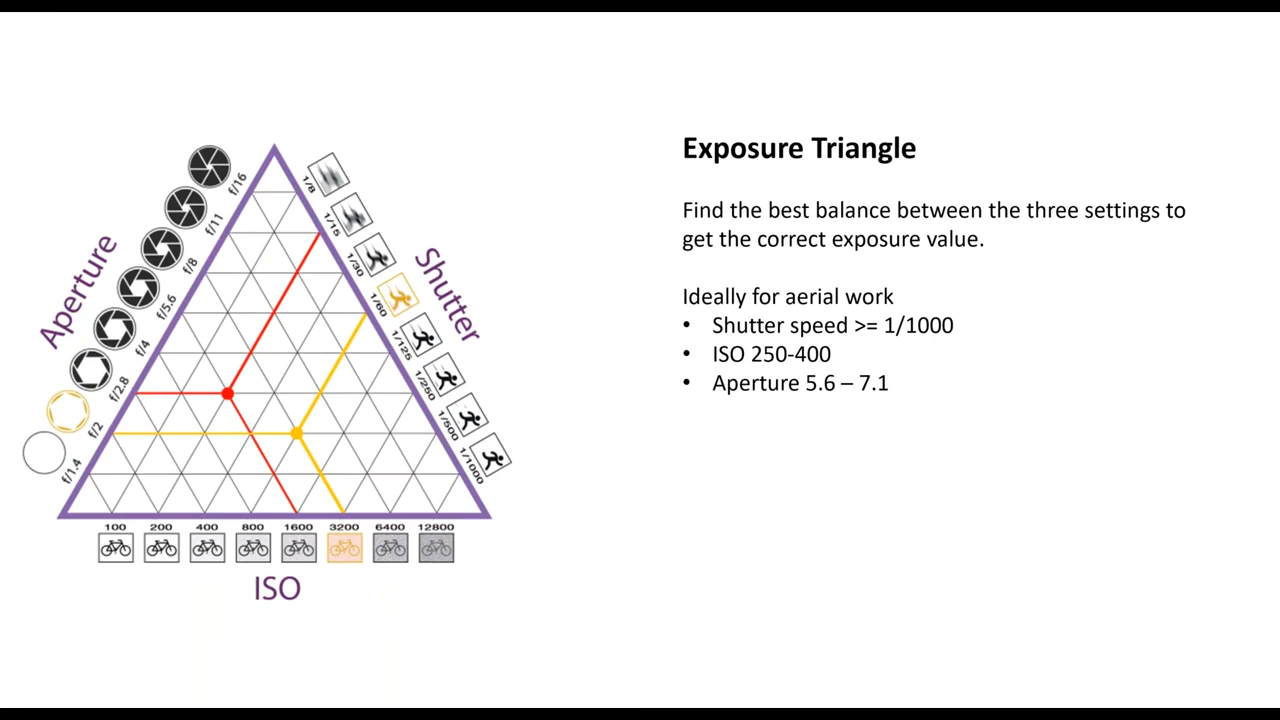 Exposure Triangle
Find the best balance between the three settings to
get the correct exposure value.
Ideally for aerial work
• Shutter speed >= 1/1000
• ISO 250-400
• Aperture 5.6 – 7.1
Aperture
f/16
f/11
f/8
f/5.6
f/4
f/2.8
f/2
f/1.4
Shutter
1/8
1/15
1/30
1/60
1/125
1/250
1/500
1/1000
100 200 400 800 1600 3200 6400 12800
ISO